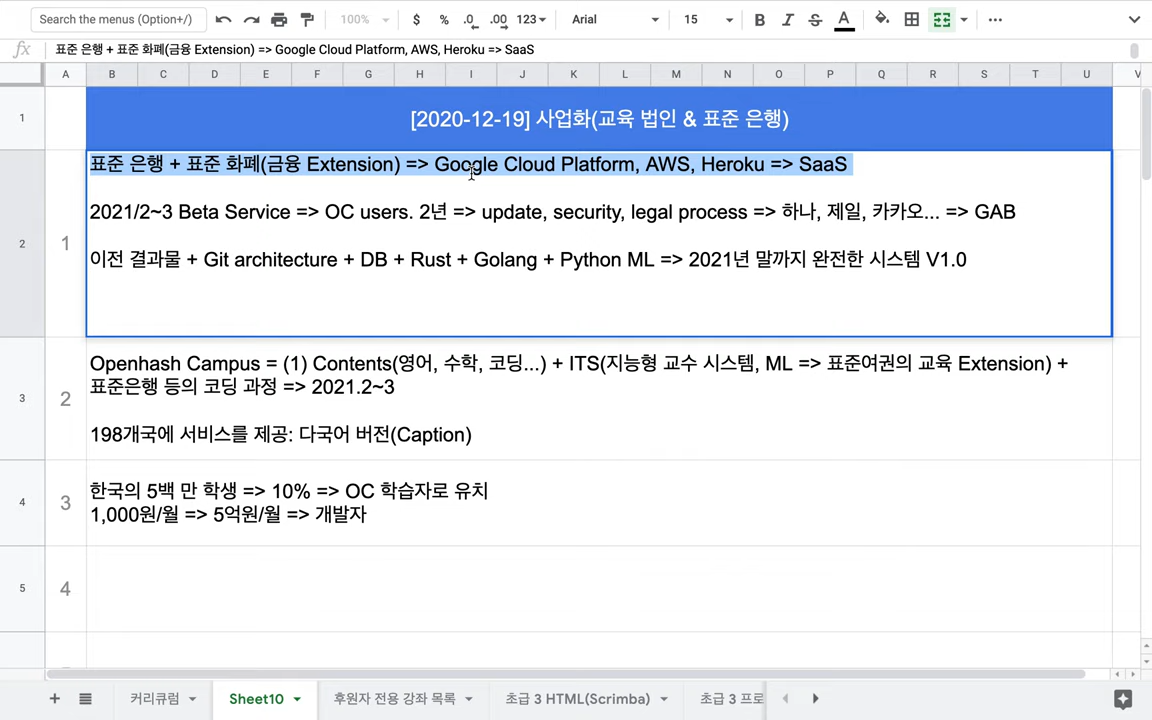 Search the menus (Option+/)
100%
$ % .0 .00 123
Arial
15
B I S A
fx 표준 은행 + 표준 화폐(금융 Extension) => Google Cloud Platform, AWS, Heroku => SaaS
A B C D E F G H I J K L M N O P Q R S T U V
1
[2020-12-19] 사업화(교육 법인 & 표준 은행)
2
1
표준 은행 + 표준 화폐(금융 Extension) => Google Cloud Platform, AWS, Heroku => SaaS
2021/2~3 Beta Service => OC users. 2년 => update, security, legal process => 하나, 제일, 카카오... => GAB
이전 결과물 + Git architecture + DB + Rust + Golang + Python ML => 2021년 말까지 완전한 시스템 V1.0
3
2
Openhash Campus = (1) Contents(영어, 수학, 코딩...) + ITS(지능형 교수 시스템, ML => 표준여권의 교육 Extension) +
표준은행 등의 코딩 과정 => 2021.2~3
198개국에 서비스를 제공: 다국어 버전(Caption)
4
3
한국의 5백 만 학생 => 10% => OC 학습자로 유치
1,000원/월 => 5억원/월 => 개발자
5
4
커리큐럼
Sheet10
후원자 전용 강좌 목록
초급 3 HTML(Scrimba)
초급 3 프로